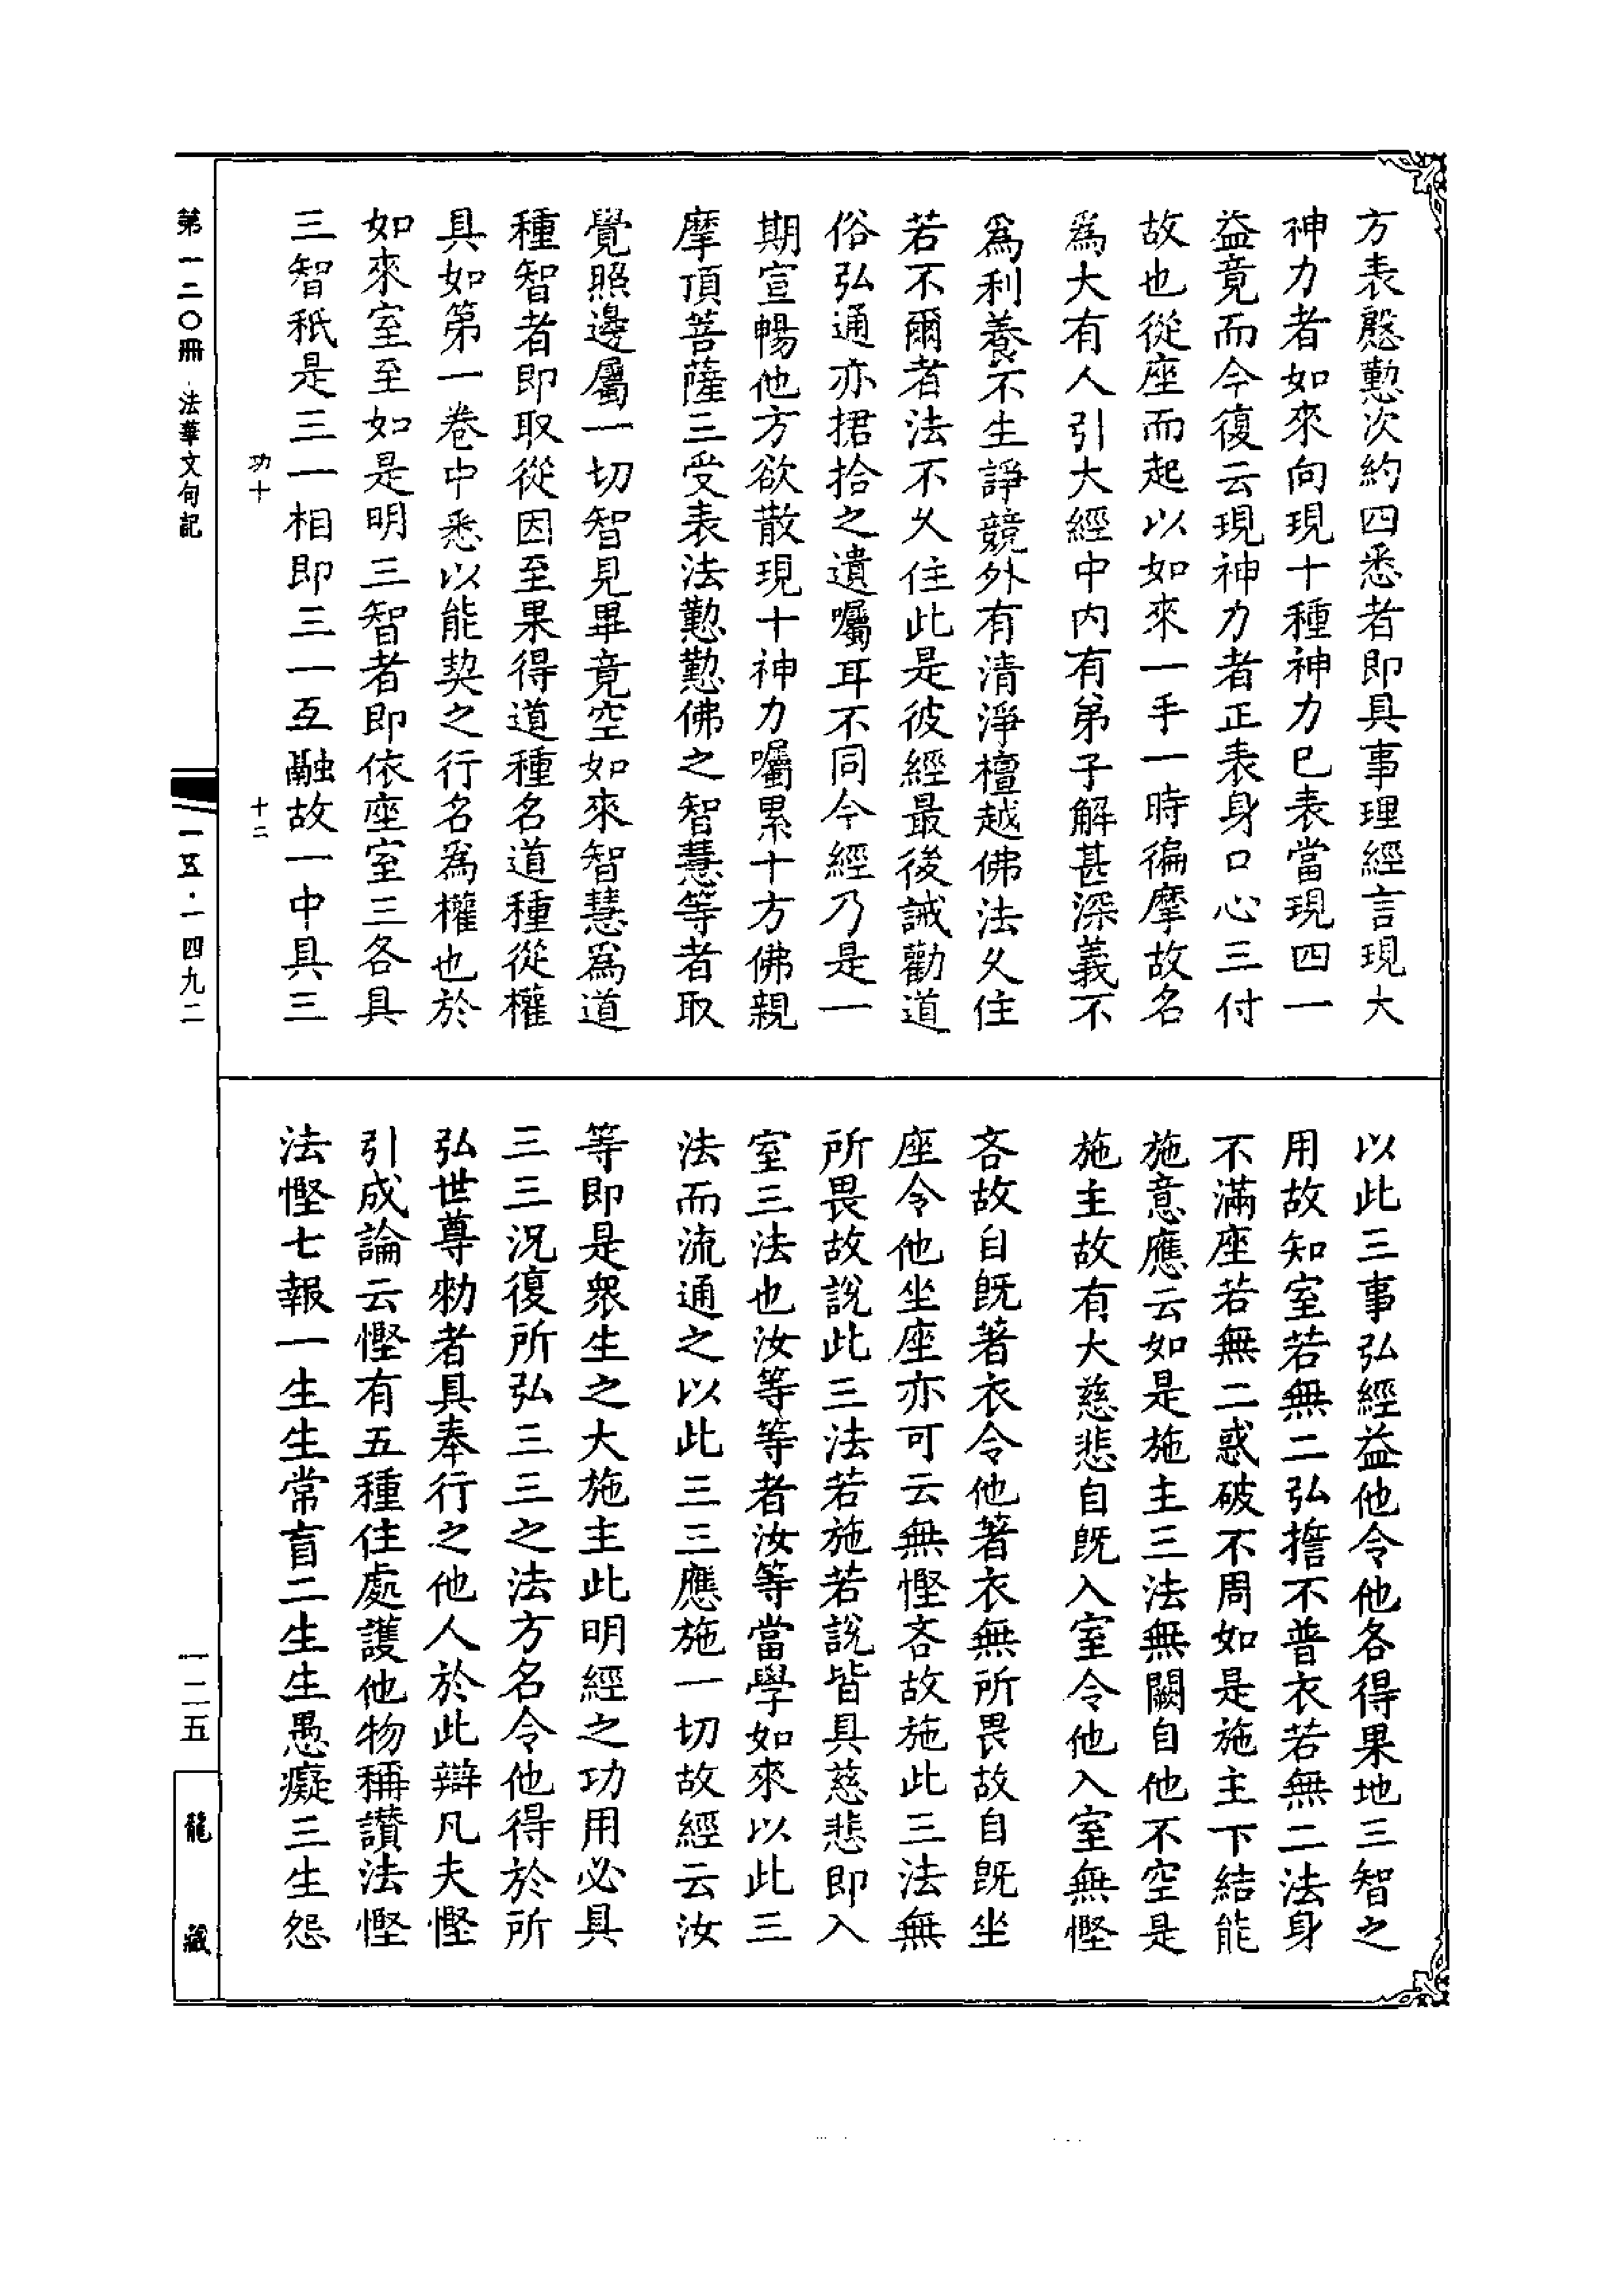 方表慇懃次約四悉者即具事理經言現大
神力者如來向現十種神力已表當現四一
益竟而今復云現神力者正表身口心三付
故也從座而起以如來一手一時徧摩故名
爲大有人引大經中内有弟子解甚深義不
爲利養不生諍競外有清淨檀越佛法久住
若不爾者法不久住此是彼經最後誡勸道
俗弘通亦捃拾之遺囑耳不同今經乃是一
期宣暢他方欲散現十神力囑累十方佛親
摩頂菩薩三受表法懃懃佛之智慧等者取
覺照邊屬一切智見畢竟空如來智慧爲道
種智者即取從因至果得道種名道種從權
具如第一卷中悉以能契之行名爲權也於
如來室至如是明三智者即依座室三各具
三智秖是三一相即三一互融故一中具三
以此三事弘經益他令他各得果地三智之
用故知室若無二弘擔不普衣若無二法身
不滿座若無二惑破不周如是施主下結能
施意應云如是施主三法無闕自他不空是
施主故有大慈悲自旣入室令他入室無慳
吝故自旣著衣令他著衣無所畏故自旣坐
座令他坐座亦可云無慳吝故施此三法無
所畏故說此三法若施若說皆具慈悲即入
室三法也汝等等者汝等當學如來以此三
法而流通之以此三三應施一切故經云汝
等即是衆生之大施主此明經之功用必具
三三況復所弘三三之法方名令他得於所
弘世尊勑者具奉行之他人於此辯凡夫慳
引成論云慳有五種住處護他物稱讃法慳
法慳七報一生生常盲二生生愚癡三生怨
第一二〇冊 法華文句記
功十
十二
一五·一四九二
一二五
龍藏